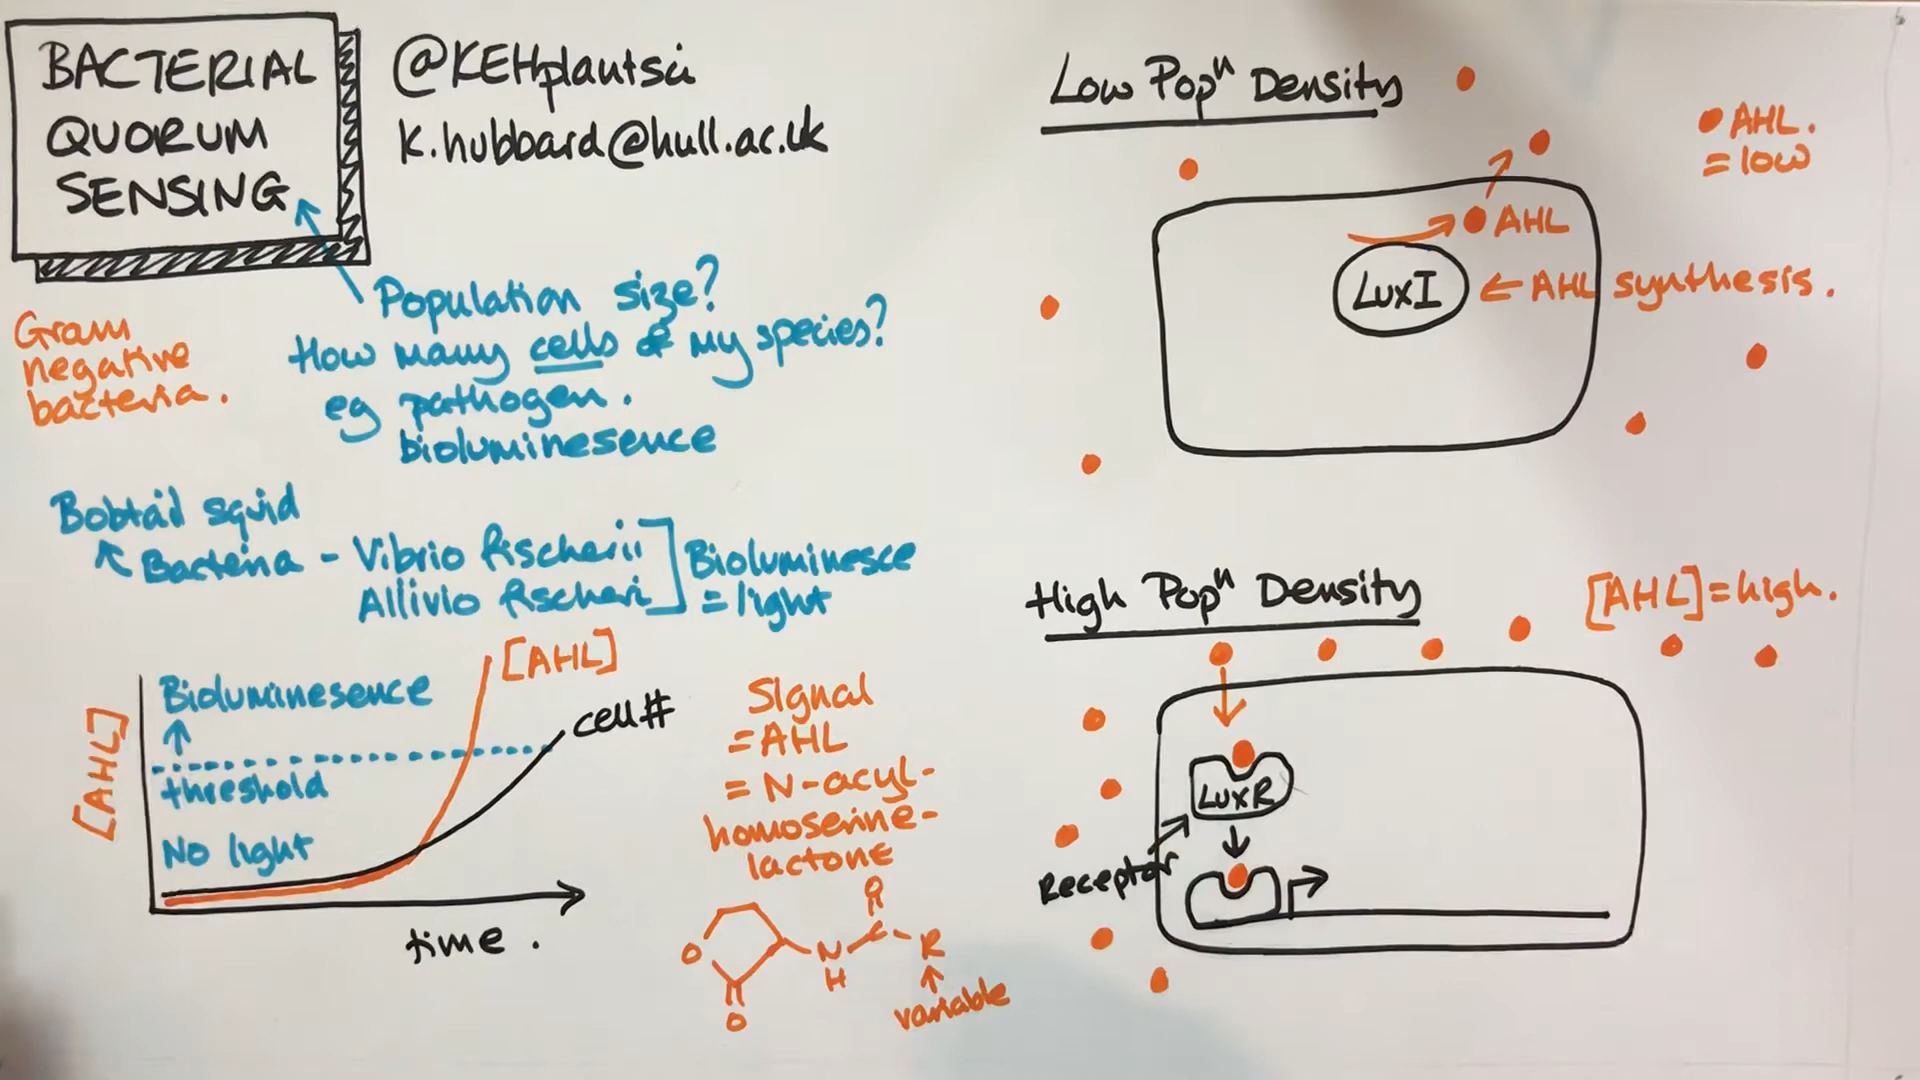 BACTERIAL
QUORUM
SENSING
@KEHplantsci
k.hubbard@hull.ac.uk
Gram
negative
bacteria.
Population size?
How many cells of my species?
eg pathogen.
bioluminesence
Bobtail squid
Bacteria - Vibrio fischerii
Allivio fischeri
Bioluminesce
= light
[AHL]
Bioluminesence
threshold
No light
[AHL]
cell#
time.
Signal
= AHL
= N-acyl-
homoserine-
lactone
O
O
N
H
O
C
R
variable
Low Popn Density
AHL.
= low
AHL
LuxI
← AHL synthesis.
High Popn Density
[AHL] = high.
LuxR
Receptor